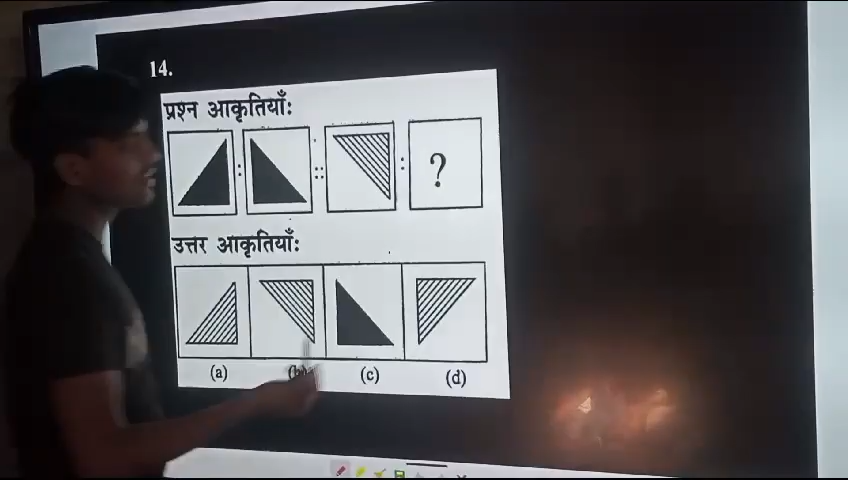 14.
प्रश्न आकृतियाँ:
: :: : ?
उत्तर आकृतियाँ:
(a) (b) (c) (d)